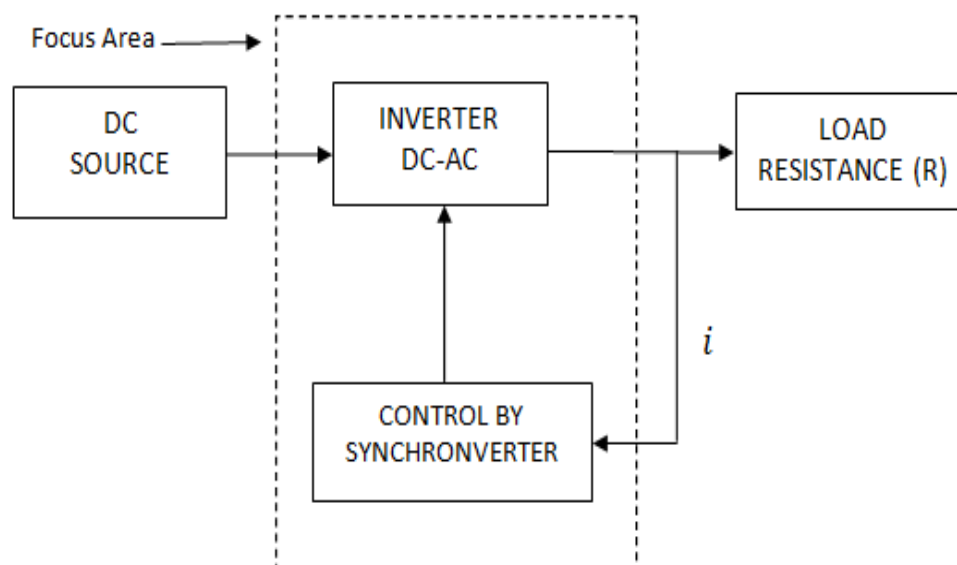 Focus Area
DC
SOURCE
INVERTER
DC-AC
LOAD
RESISTANCE (R)
i
CONTROL BY
SYNCHRONVERTER